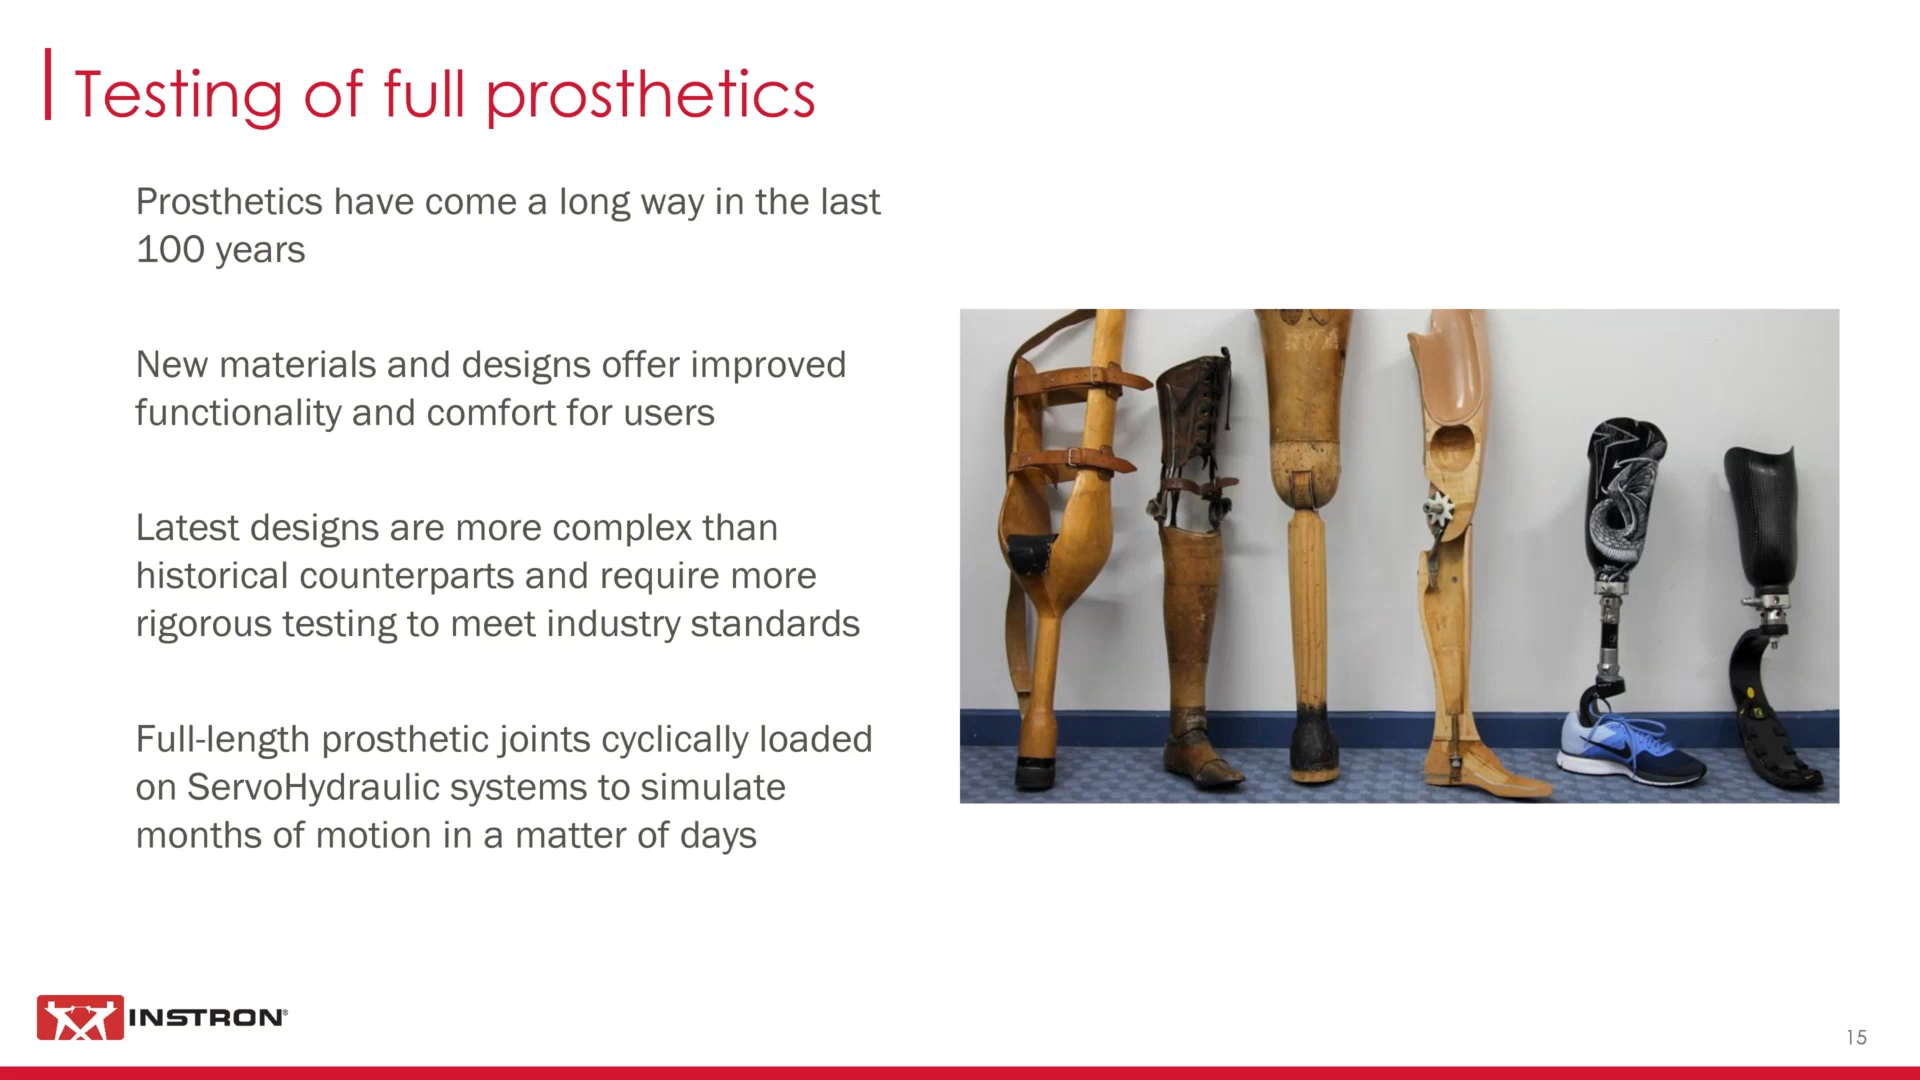 Testing of full prosthetics
Prosthetics have come a long way in the last
100 years
New materials and designs offer improved
functionality and comfort for users
Latest designs are more complex than
historical counterparts and require more
rigorous testing to meet industry standards
Full-length prosthetic joints cyclically loaded
on ServoHydraulic systems to simulate
months of motion in a matter of days
INSTRON®
15